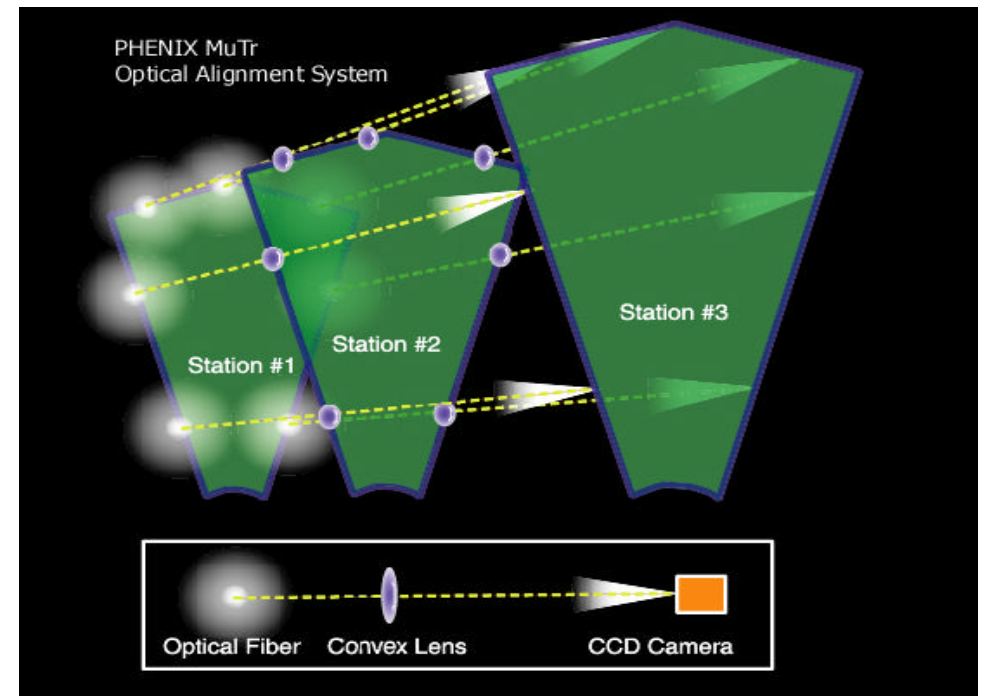 PHENIX MuTr
Optical Alignment System
Station #3
Station #2
Station #1
Optical Fiber
Convex Lens
CCD Camera